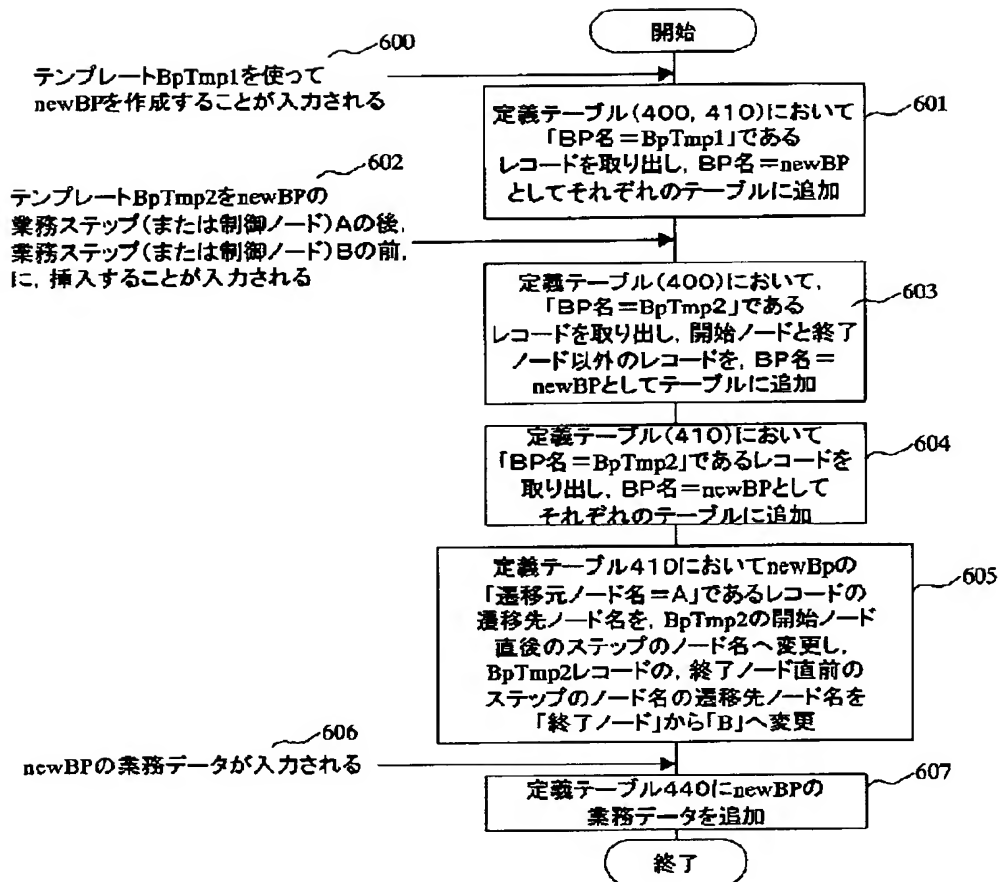 開始
600
テンプレートBpTmp1を使って
newBPを作成することが入力される
601
定義テーブル(400, 410)において
「BP名=BpTmp1」である
レコードを取り出し, BP名=newBP
としてそれぞれのテーブルに追加
602
テンプレートBpTmp2をnewBPの
業務ステップ(または制御ノード)Aの後,
業務ステップ(または制御ノード)Bの前,
に, 挿入することが入力される
603
定義テーブル(400)において,
「BP名=BpTmp2」である
レコードを取り出し, 開始ノードと終了
ノード以外のレコードを, BP名=
newBPとしてテーブルに追加
604
定義テーブル(410)において
「BP名=BpTmp2」であるレコードを
取り出し, BP名=newBPとして
それぞれのテーブルに追加
605
定義テーブル410においてnewBpの
「遷移元ノード名=A」であるレコードの
遷移先ノード名を, BpTmp2の開始ノード
直後のステップのノード名へ変更し,
BpTmp2レコードの, 終了ノード直前の
ステップのノード名の遷移先ノード名を
「終了ノード」から「B」へ変更
606
newBPの業務データが入力される
607
定義テーブル440にnewBPの
業務データを追加
終了